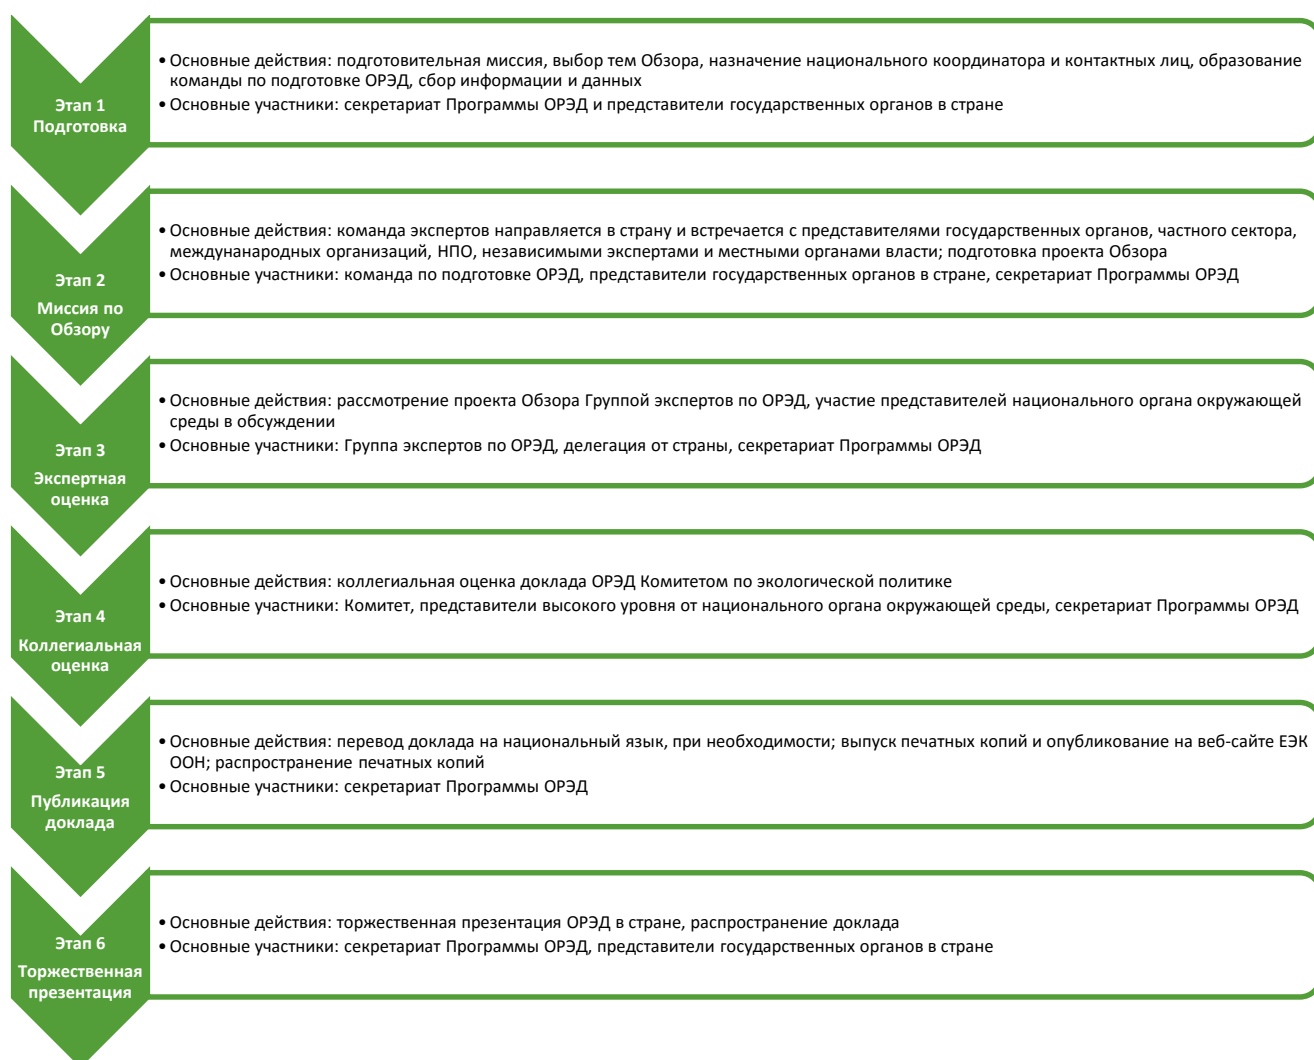 Этап 1
Подготовка
• Основные действия: подготовительная миссия, выбор тем Обзора, назначение национального координатора и контактных лиц, образование
команды по подготовке ОРЭД, сбор информации и данных
• Основные участники: секретариат Программы ОРЭД и представители государственных органов в стране
Этап 2
Миссия по
Обзору
• Основные действия: команда экспертов направляется в страну и встречается с представителями государственных органов, частного сектора,
междунанародных организаций, НПО, независимыми экспертами и местными органами власти; подготовка проекта Обзора
• Основные участники: команда по подготовке ОРЭД, представители государственных органов в стране, секретариат Программы ОРЭД
Этап 3
Экспертная
оценка
• Основные действия: рассмотрение проекта Обзора Группой экспертов по ОРЭД, участие представителей национального органа окружающей
среды в обсуждении
• Основные участники: Группа экспертов по ОРЭД, делегация от страны, секретариат Программы ОРЭД
Этап 4
Коллегиальная
оценка
• Основные действия: коллегиальная оценка доклада ОРЭД Комитетом по экологической политике
• Основные участники: Комитет, представители высокого уровня от национального органа окружающей среды, секретариат Программы ОРЭД
Этап 5
Публикация
доклада
• Основные действия: перевод доклада на национальный язык, при необходимости; выпуск печатных копий и опубликование на веб-сайте ЕЭК
ООН; распространение печатных копий
• Основные участники: секретариат Программы ОРЭД
Этап 6
Торжественная
презентация
• Основные действия: торжественная презентация ОРЭД в стране, распространение доклада
• Основные участники: секретариат Программы ОРЭД, представители государственных органов в стране